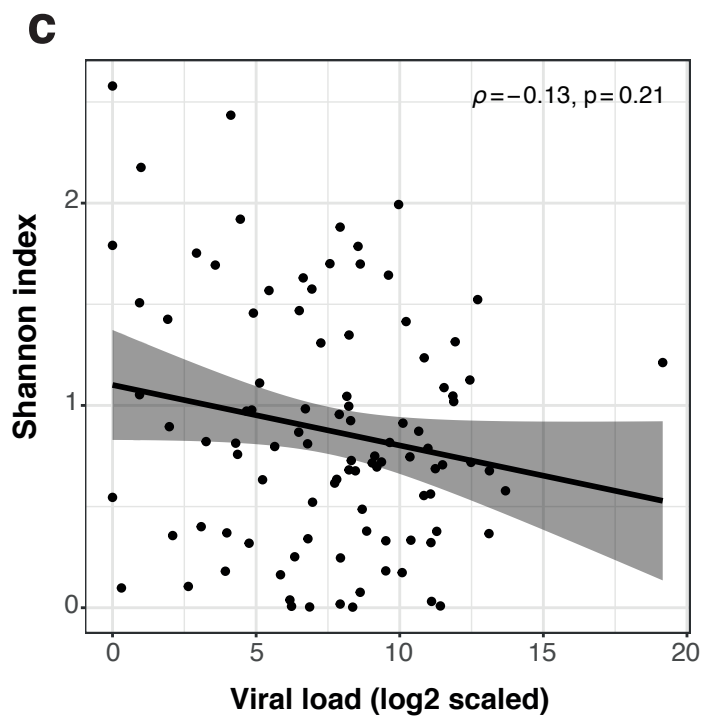 C
ρ=−0.13, p=0.21
Shannon index
2
1
0
0 5 10 15 20
Viral load (log2 scaled)